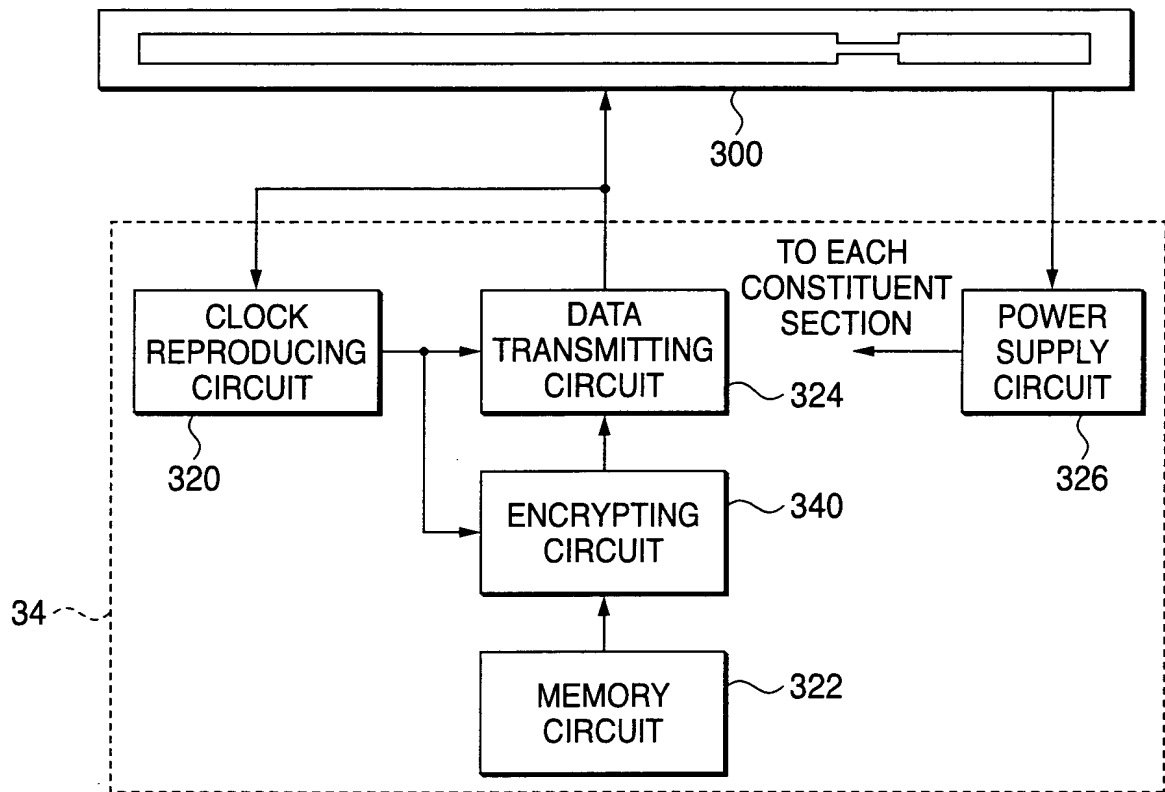 300
TO EACH
CONSTITUENT
SECTION
CLOCK
REPRODUCING
CIRCUIT
320
DATA
TRANSMITTING
CIRCUIT
324
POWER
SUPPLY
CIRCUIT
326
ENCRYPTING
CIRCUIT
340
34
MEMORY
CIRCUIT
322